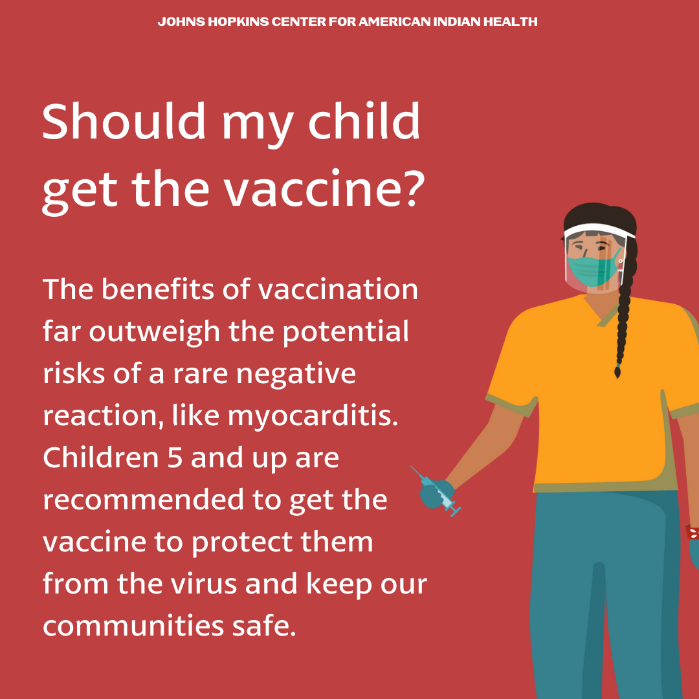 JOHNS HOPKINS CENTER FOR AMERICAN INDIAN HEALTH
Should my child
get the vaccine?
The benefits of vaccination
far outweigh the potential
risks of a rare negative
reaction, like myocarditis.
Children 5 and up are
recommended to get the
vaccine to protect them
from the virus and keep our
communities safe.